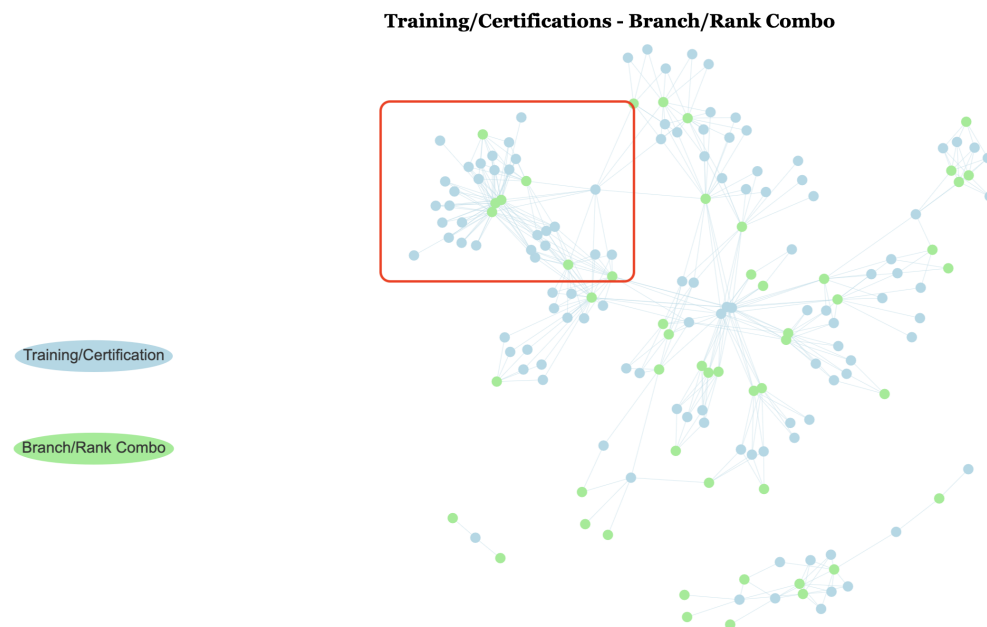 Training/Certifications - Branch/Rank Combo
Training/Certification
Branch/Rank Combo